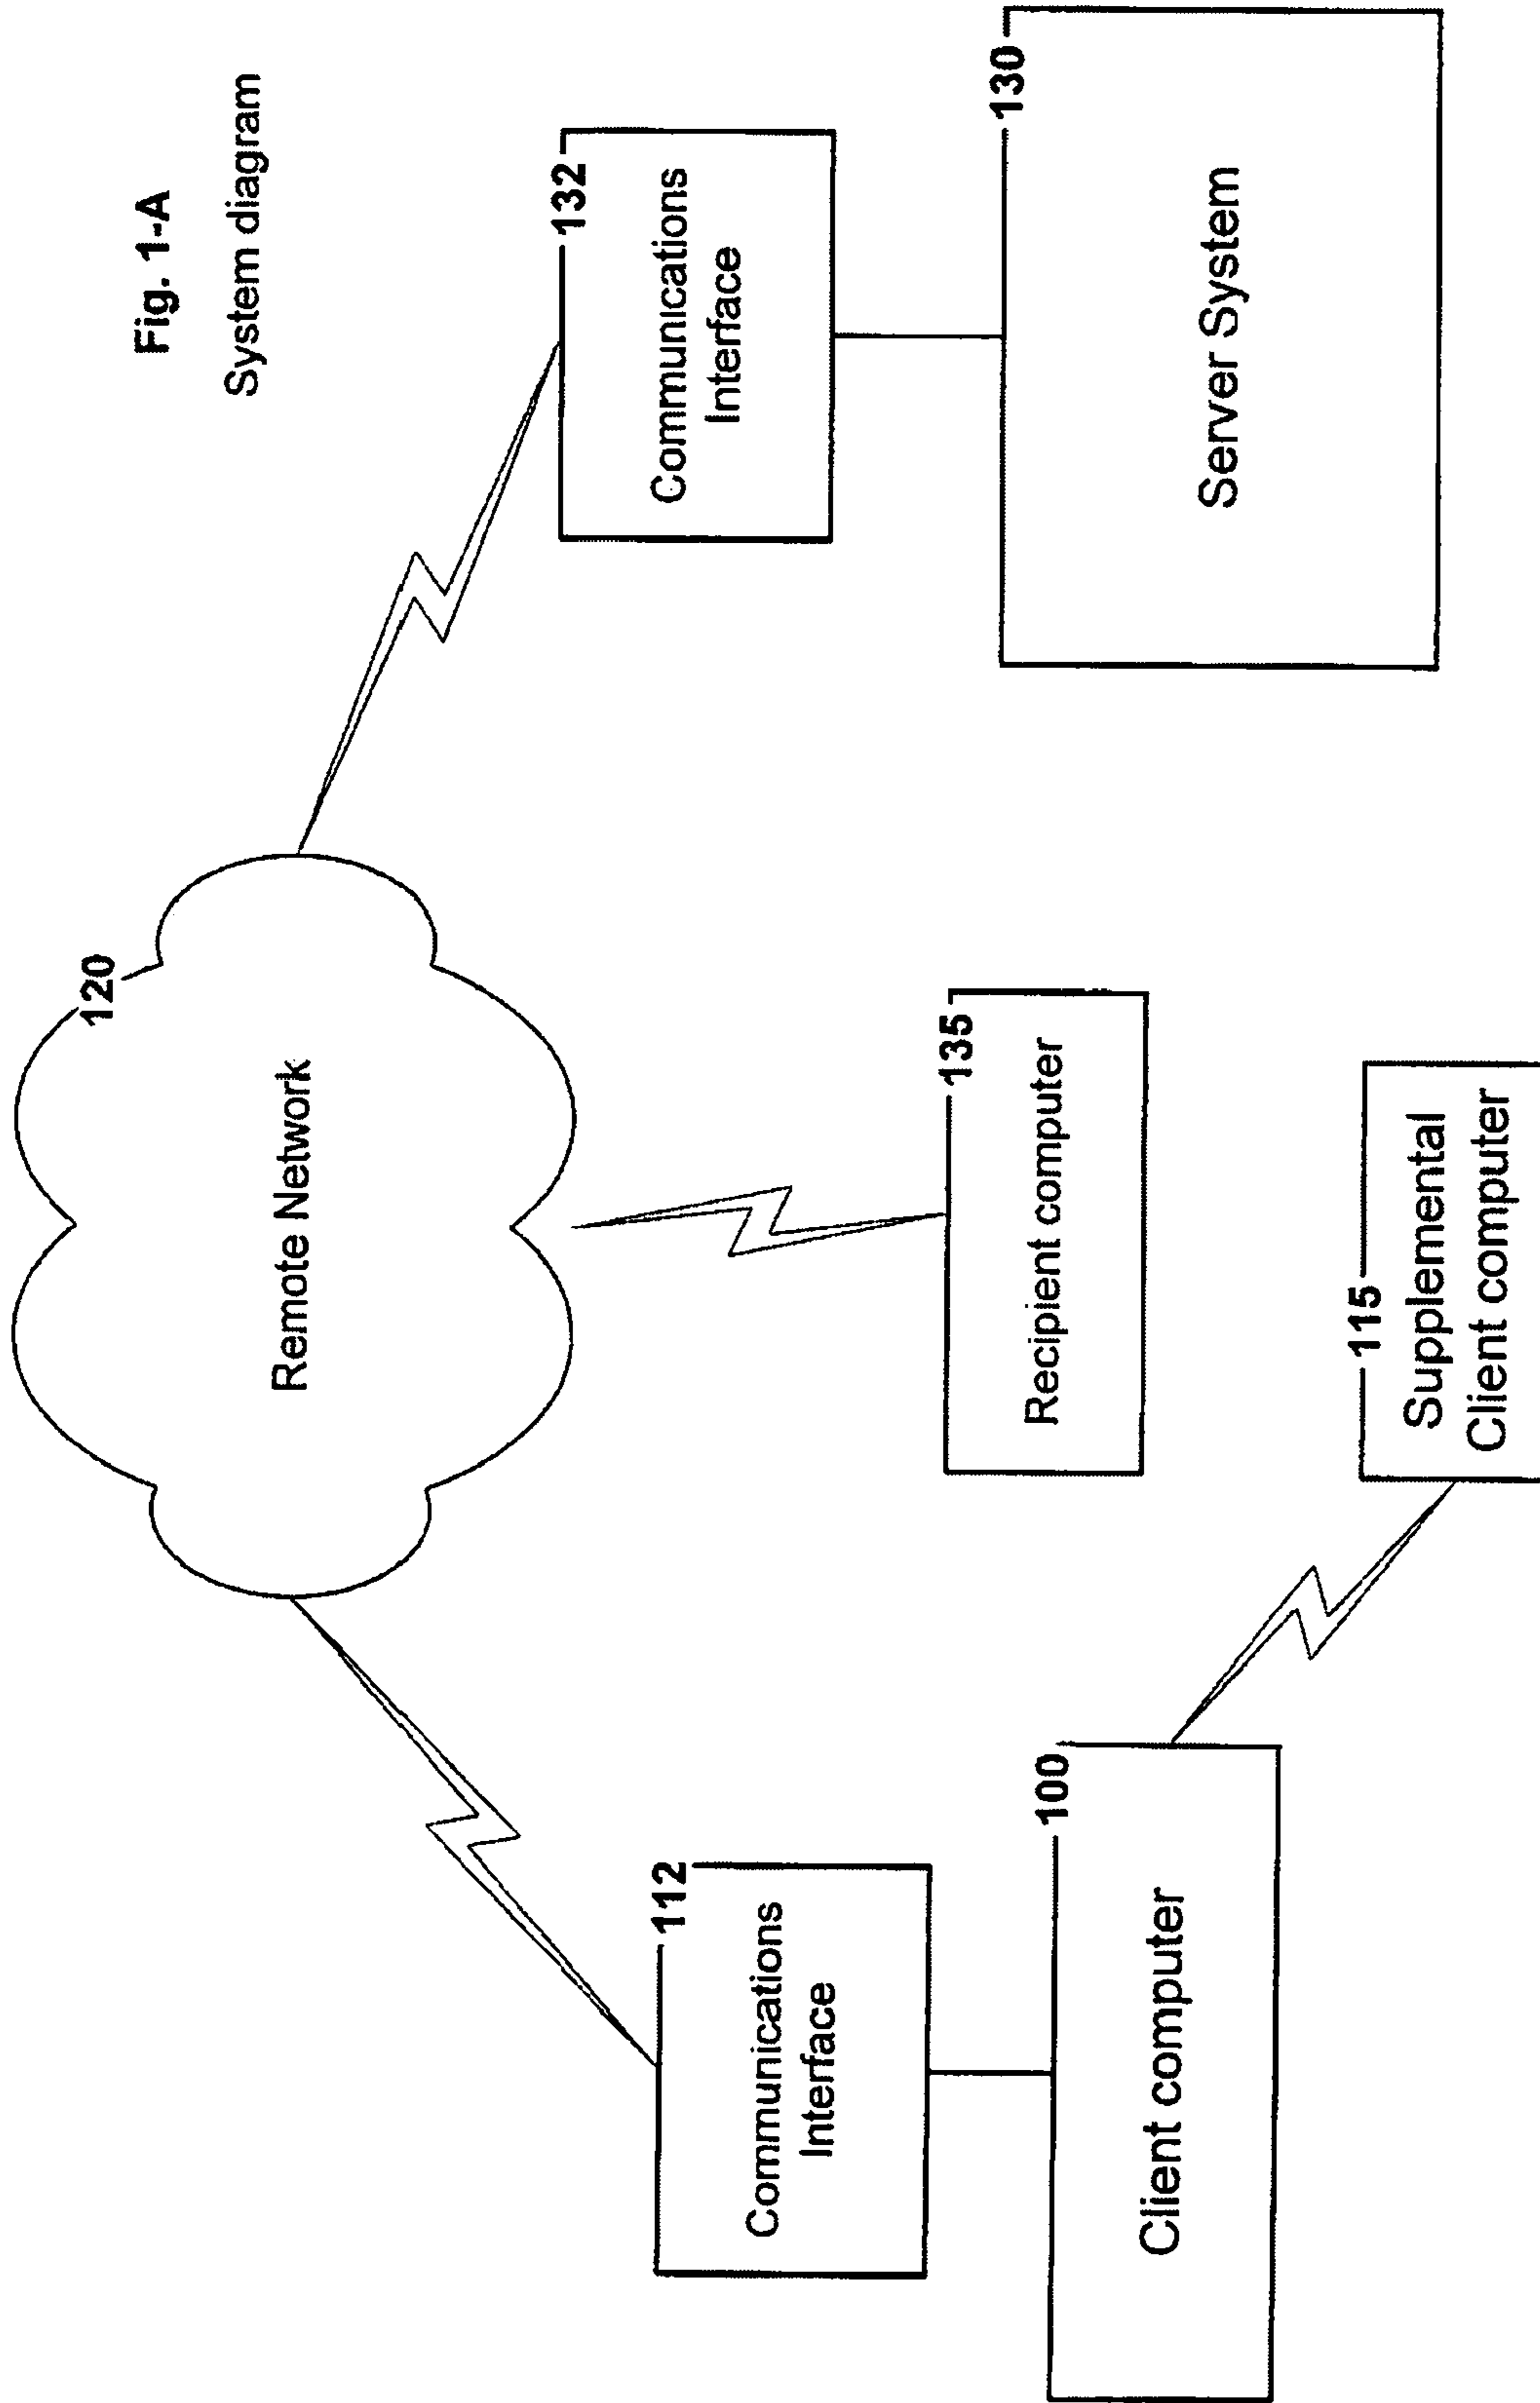 Fig. 1-A
System diagram
120
Remote Network
132
Communications
Interface
130
Server System
135
Recipient computer
112
Communications
Interface
100
Client computer
115
Supplemental
Client computer